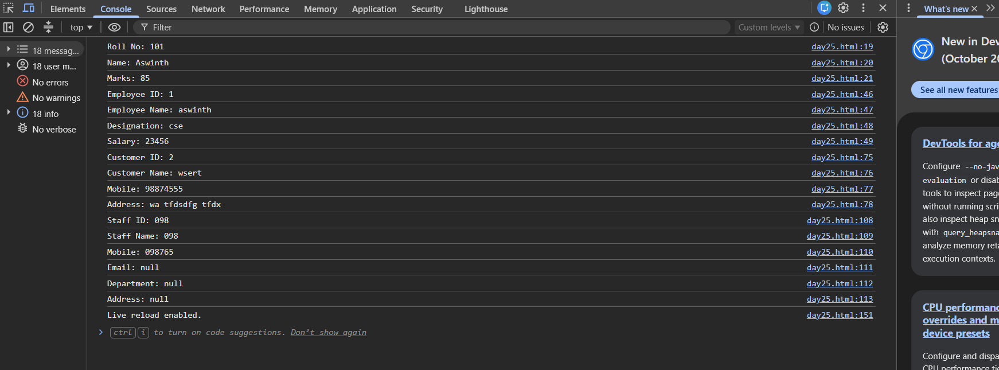 Elements Console Sources Network Performance Memory Application Security Lighthouse
What's new
top Filter Custom levels No issues
18 messag...
18 user m...
No errors
No warnings
18 info
No verbose
Roll No: 101 day25.html:19
Name: Aswinth day25.html:20
Marks: 85 day25.html:21
Employee ID: 1 day25.html:46
Employee Name: aswinth day25.html:47
Designation: cse day25.html:48
Salary: 23456 day25.html:49
Customer ID: 2 day25.html:75
Customer Name: wsert day25.html:76
Mobile: 98874555 day25.html:77
Address: wa tfdsdfg tfdx day25.html:78
Staff ID: 098 day25.html:108
Staff Name: 098 day25.html:109
Mobile: 098765 day25.html:110
Email: null day25.html:111
Department: null day25.html:112
Address: null day25.html:113
Live reload enabled. day25.html:151
ctrl i to turn on code suggestions. Don't show again
New in Dev
(October 20
See all new features
DevTools for age
Configure --no-jav
evaluation or disab
tools to inspect pag
without running scri
also inspect heap sn
with query_heapsna
analyze memory reta
execution contexts.
CPU performanc
overrides and m
device presets
Configure and dispa
CPU performance tie